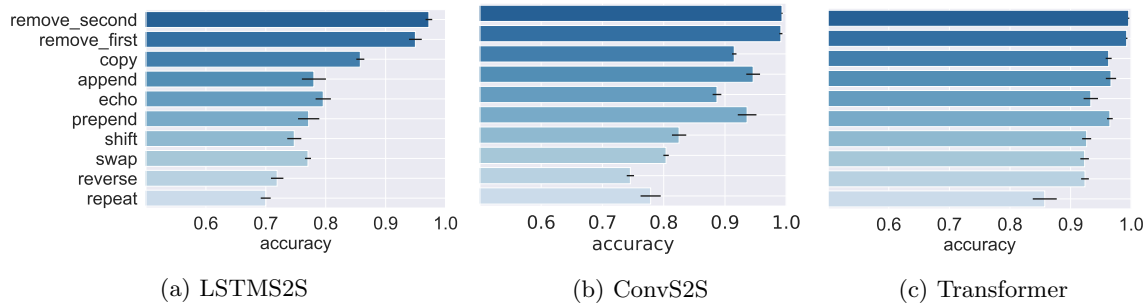 remove_second
remove_first
copy
append
echo
prepend
shift
swap
reverse
repeat
0.6 0.7 0.8 0.9 1.0
accuracy
(a) LSTMS2S
0.6 0.7 0.8 0.9 1.0
accuracy
(b) ConvS2S
0.6 0.7 0.8 0.9 1.0
accuracy
(c) Transformer